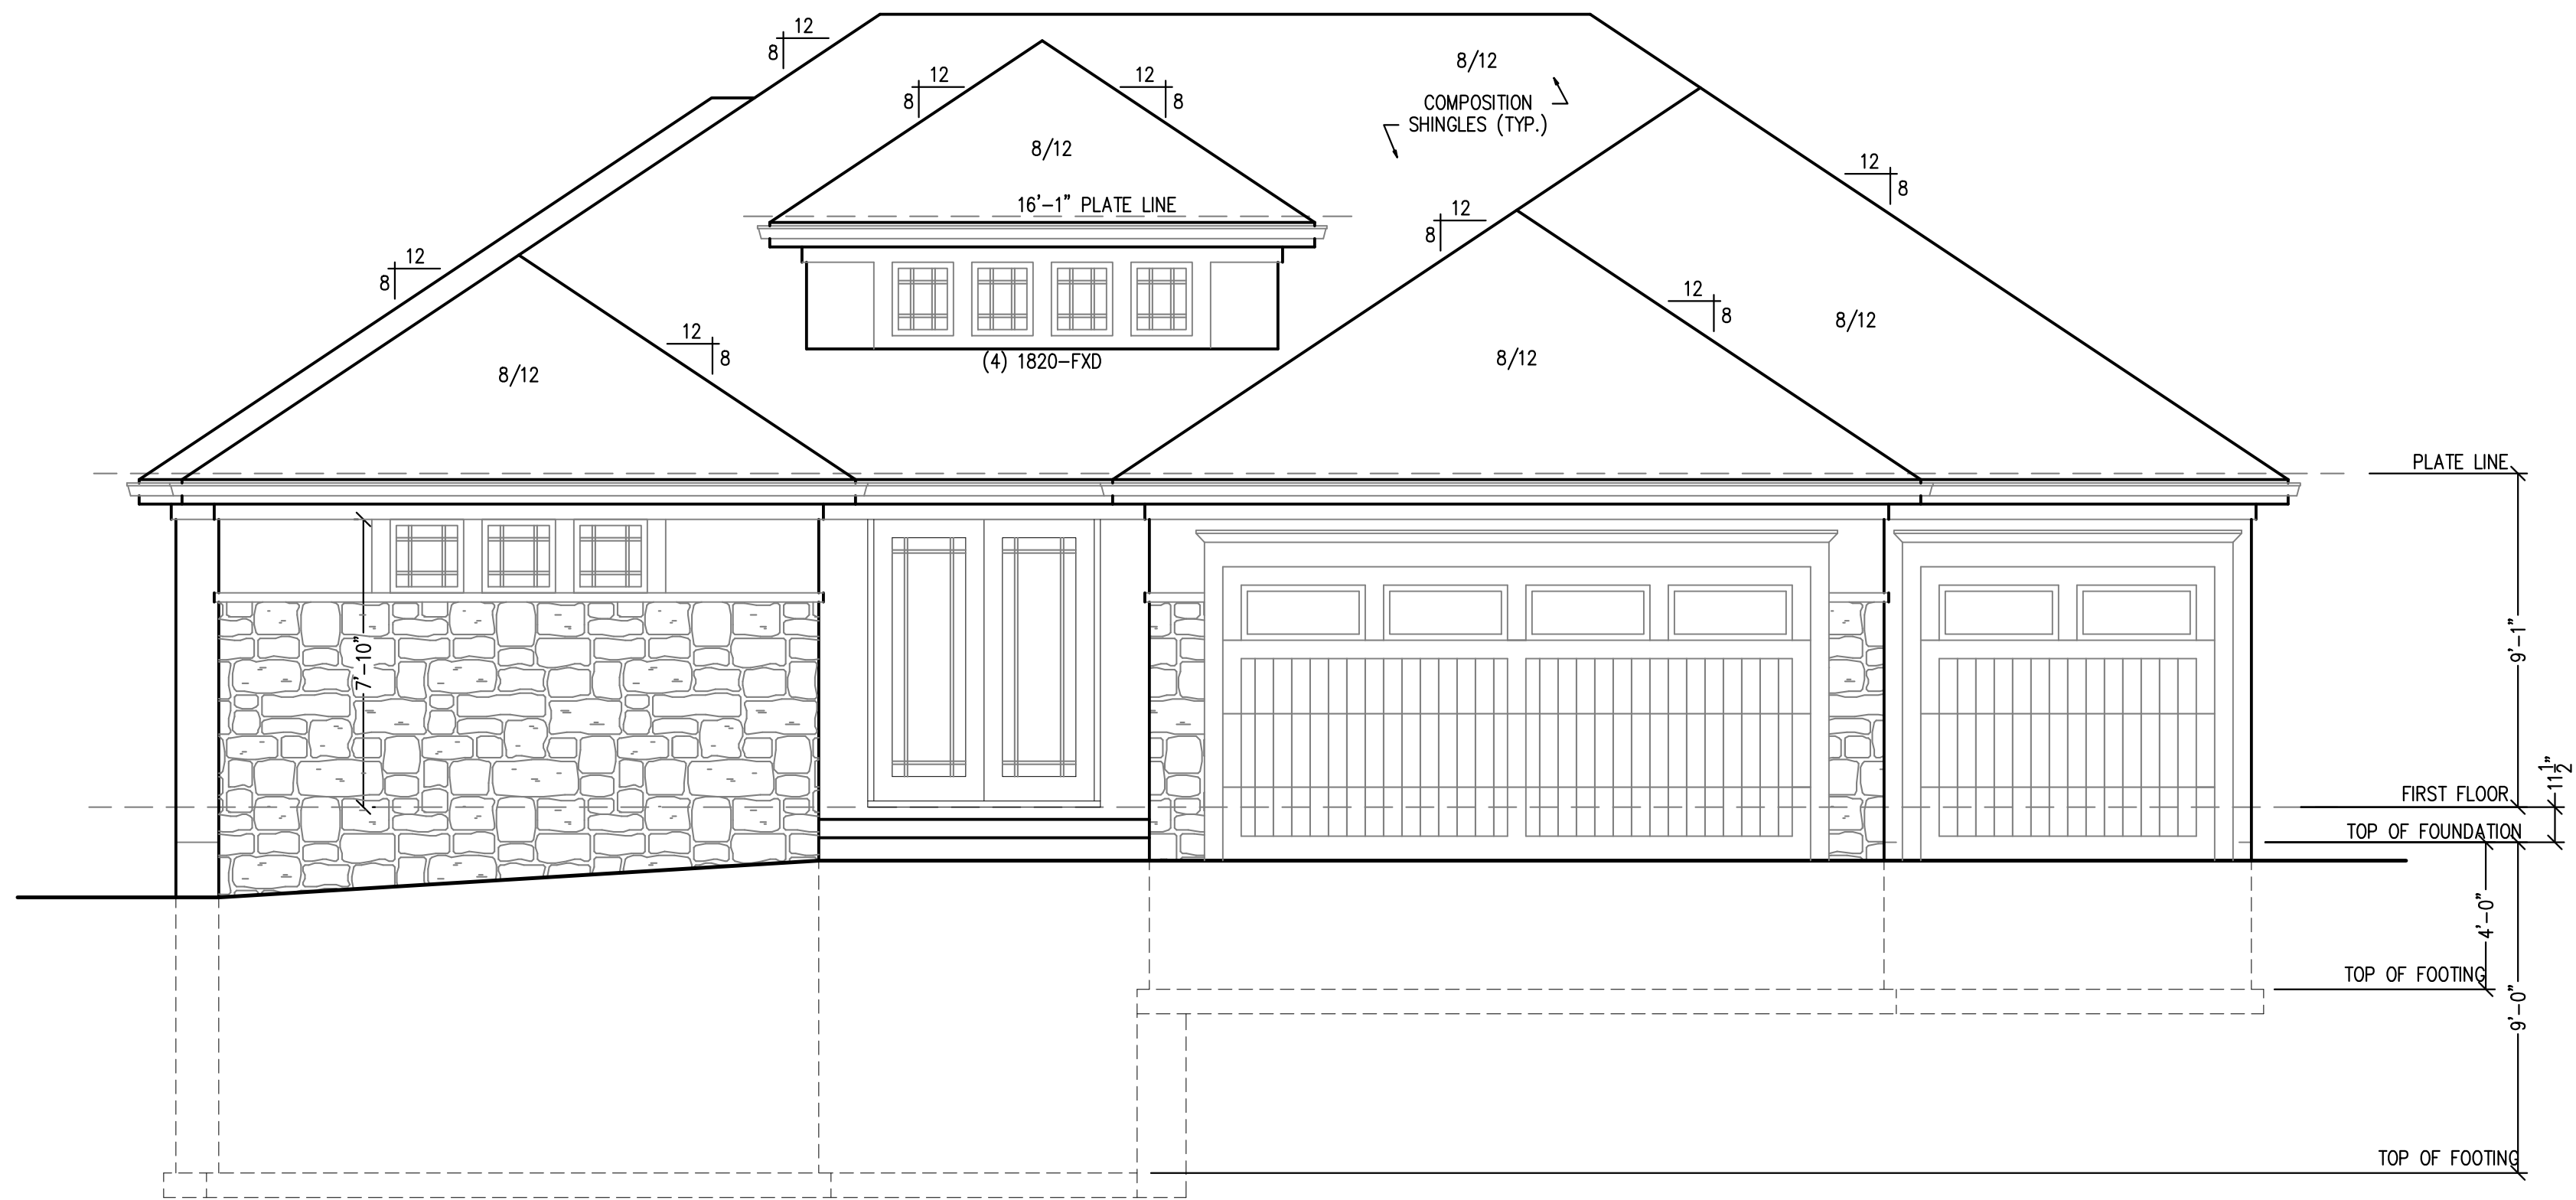 12
8
12
8
12
8
8/12
COMPOSITION
SHINGLES (TYP.)
8/12
12
8
16'-1" PLATE LINE
12
8
12
8
12
8
8/12
12
8
(4) 1820-FXD
8/12
8/12
PLATE LINE
7'-10"
9'-1"
11 1/2"
FIRST FLOOR
TOP OF FOUNDATION
4'-0"
TOP OF FOOTING
9'-0"
TOP OF FOOTING